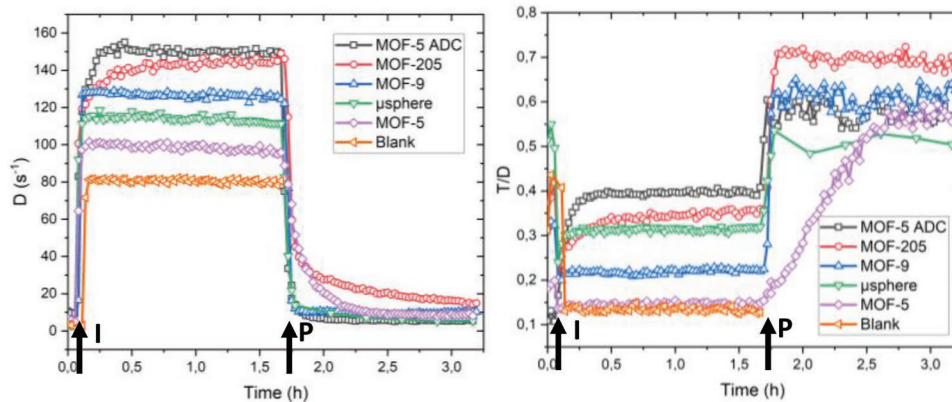 160
140
120
100
80
60
40
20
0
D (s⁻¹)
MOF-5 ADC
MOF-205
MOF-9
µsphere
MOF-5
Blank
I
P
0,0 0,5 1,0 1,5 2,0 2,5 3,0
Time (h)
0,8
0,7
0,6
0,5
0,4
0,3
0,2
0,1
T/D
MOF-5 ADC
MOF-205
MOF-9
µsphere
MOF-5
Blank
I
P
0,0 0,5 1,0 1,5 2,0 2,5 3,0
Time (h)